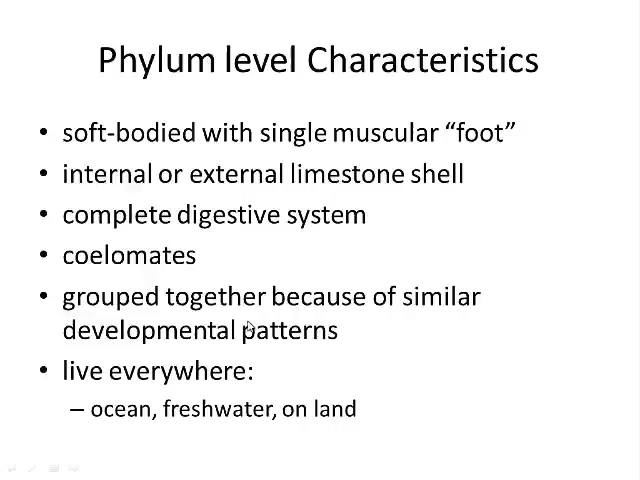 Phylum level Characteristics
• soft-bodied with single muscular “foot”
• internal or external limestone shell
• complete digestive system
• coelomates
• grouped together because of similar
developmental patterns
• live everywhere:
– ocean, freshwater, on land